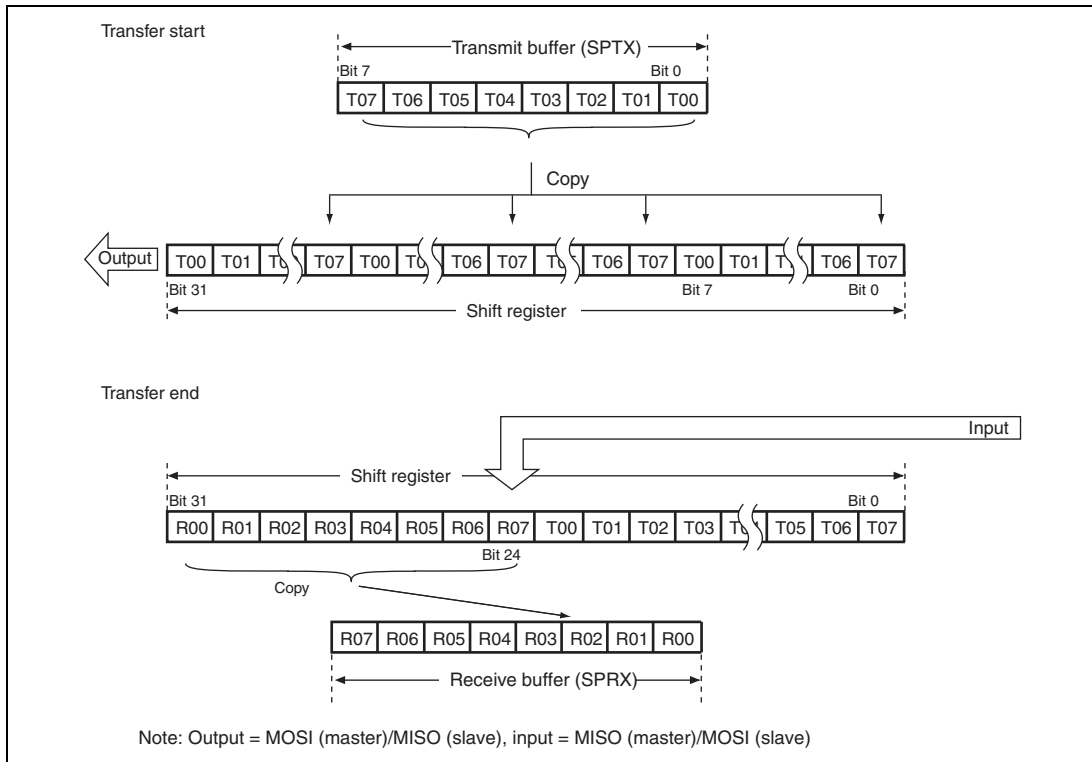 Transfer start
Transmit buffer (SPTX)
Bit 7 Bit 0
T07 T06 T05 T04 T03 T02 T01 T00
Copy
Output
T00 T01 T07 T00 T06 T07 T06 T07 T00 T01 T06 T07
Bit 31 Bit 7 Bit 0
Shift register
Transfer end
Input
Shift register
Bit 31 Bit 0
R00 R01 R02 R03 R04 R05 R06 R07 T00 T01 T02 T03 T05 T06 T07
Bit 24
Copy
R07 R06 R05 R04 R03 R02 R01 R00
Receive buffer (SPRX)
Note: Output = MOSI (master)/MISO (slave), input = MISO (master)/MOSI (slave)